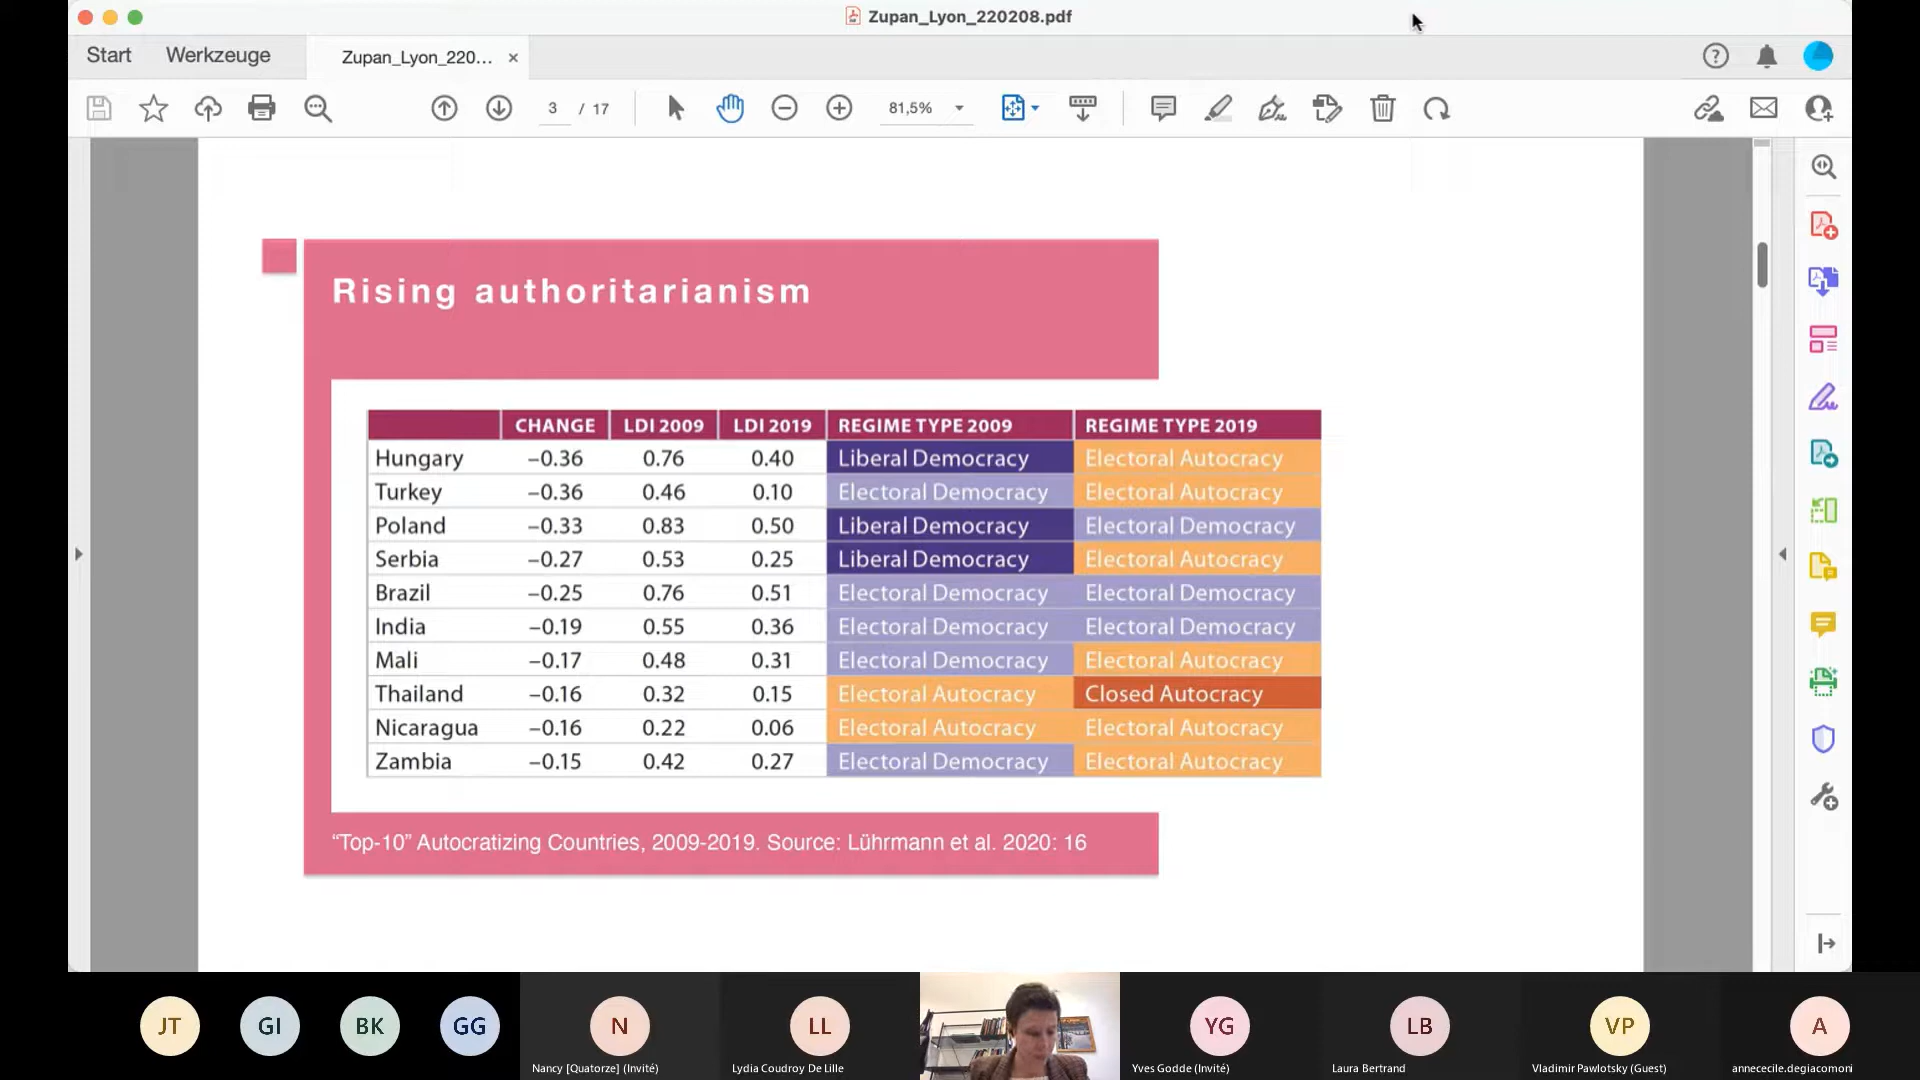 Zupan_Lyon_220208.pdf
Start Werkzeuge Zupan_Lyon_220... ×
3 / 17 81,5%
Rising authoritarianism
CHANGE LDI 2009 LDI 2019 REGIME TYPE 2009 REGIME TYPE 2019
Hungary –0.36 0.76 0.40 Liberal Democracy Electoral Autocracy
Turkey –0.36 0.46 0.10 Electoral Democracy Electoral Autocracy
Poland –0.33 0.83 0.50 Liberal Democracy Electoral Democracy
Serbia –0.27 0.53 0.25 Liberal Democracy Electoral Autocracy
Brazil –0.25 0.76 0.51 Electoral Democracy Electoral Democracy
India –0.19 0.55 0.36 Electoral Democracy Electoral Democracy
Mali –0.17 0.48 0.31 Electoral Democracy Electoral Autocracy
Thailand –0.16 0.32 0.15 Electoral Autocracy Closed Autocracy
Nicaragua –0.16 0.22 0.06 Electoral Autocracy Electoral Autocracy
Zambia –0.15 0.42 0.27 Electoral Democracy Electoral Autocracy
“Top-10” Autocratizing Countries, 2009-2019. Source: Lührmann et al. 2020: 16
JT GI BK GG N LL YG LB VP A
Nancy [Quatorze] (Invité) Lydia Coudroy De Lille Yves Godde (Invité) Laura Bertrand Vladimir Pawlotsky (Guest) annececile.degiacomoni